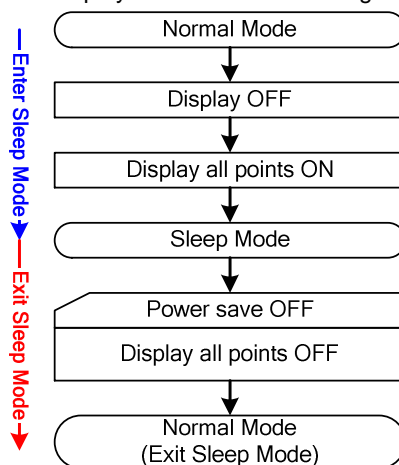 Normal Mode
Display OFF
Display all points ON
Sleep Mode
Power save OFF
Display all points OFF
Normal Mode
(Exit Sleep Mode)
Enter Sleep Mode
Exit Sleep Mode